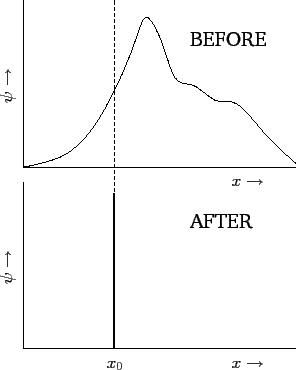 BEFORE
ψ →
x →
AFTER
ψ →
x₀
x →